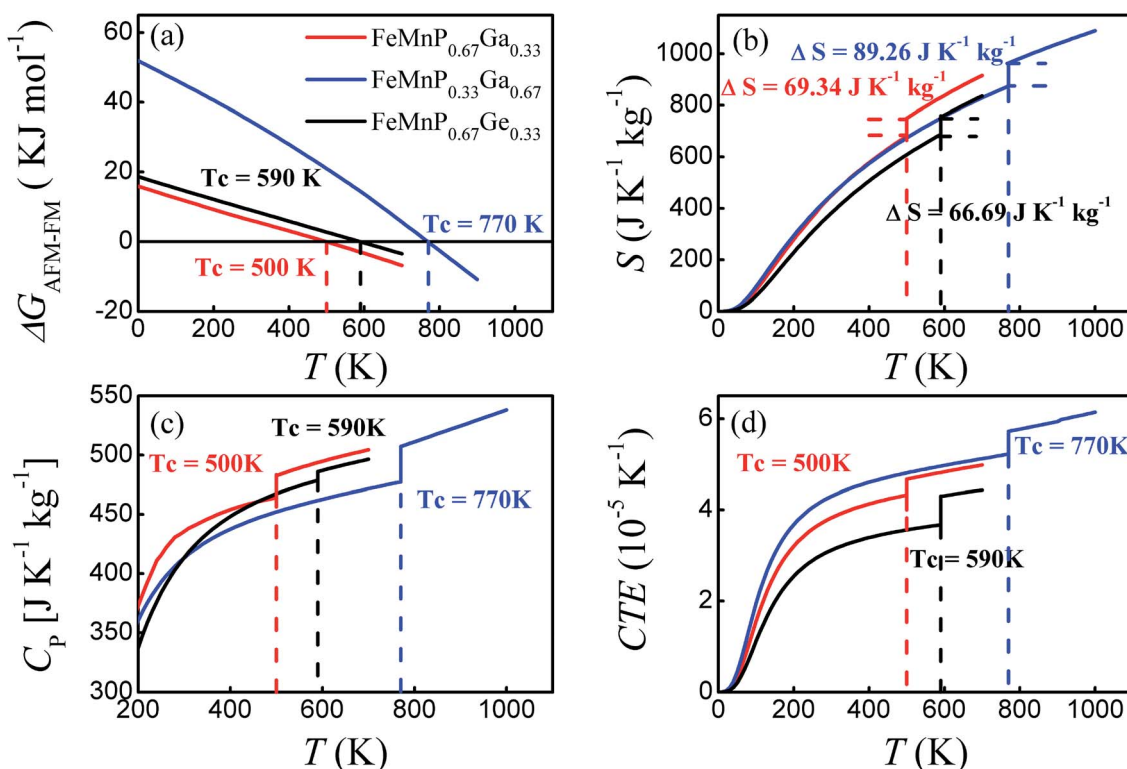 (a)
FeMnP0.67Ga0.33
FeMnP0.33Ga0.67
FeMnP0.67Ge0.33
Tc = 590 K
Tc = 770 K
Tc = 500 K
60
40
20
0
-20
0 200 400 600 800 1000
ΔG AFM-FM ( KJ mol⁻¹)
T (K)
(b)
Δ S = 89.26 J K⁻¹ kg⁻¹
Δ S = 69.34 J K⁻¹ kg⁻¹
Δ S = 66.69 J K⁻¹ kg⁻¹
1000
800
600
400
200
0
0 200 400 600 800 1000
S (J K⁻¹ kg⁻¹)
T (K)
(c)
Tc = 590K
Tc = 500K
Tc = 770K
550
500
450
400
350
300
200 400 600 800 1000
CP [J K⁻¹ kg⁻¹]
T (K)
(d)
Tc = 770K
Tc = 500K
Tc = 590K
6
4
2
0
0 200 400 600 800 1000
CTE (10⁻⁵ K⁻¹)
T (K)